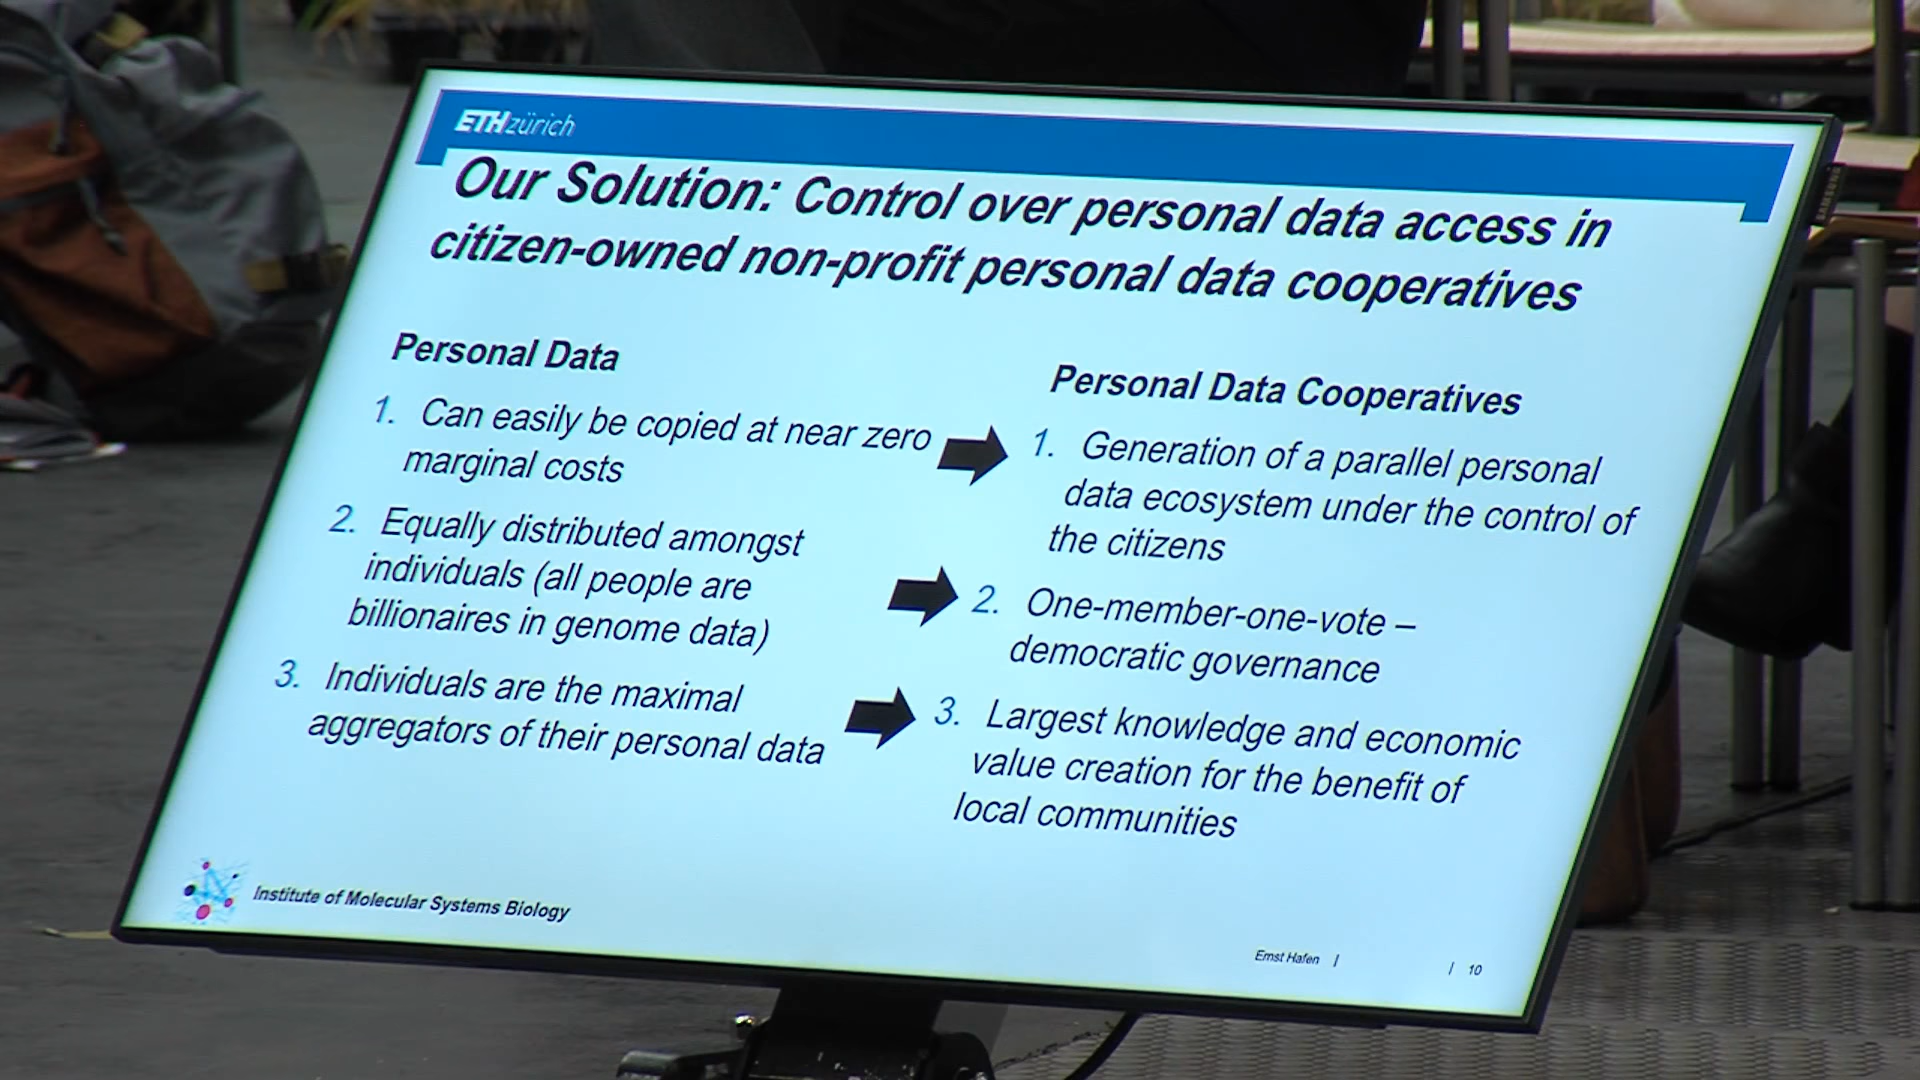 ETHzürich
Our Solution: Control over personal data access in
citizen-owned non-profit personal data cooperatives
Personal Data
1. Can easily be copied at near zero
marginal costs
2. Equally distributed amongst
individuals (all people are
billionaires in genome data)
3. Individuals are the maximal
aggregators of their personal data
Personal Data Cooperatives
1. Generation of a parallel personal
data ecosystem under the control of
the citizens
2. One-member-one-vote –
democratic governance
3. Largest knowledge and economic
value creation for the benefit of
local communities
Institute of Molecular Systems Biology
Ernst Hafen | | 10
SAMSUNG